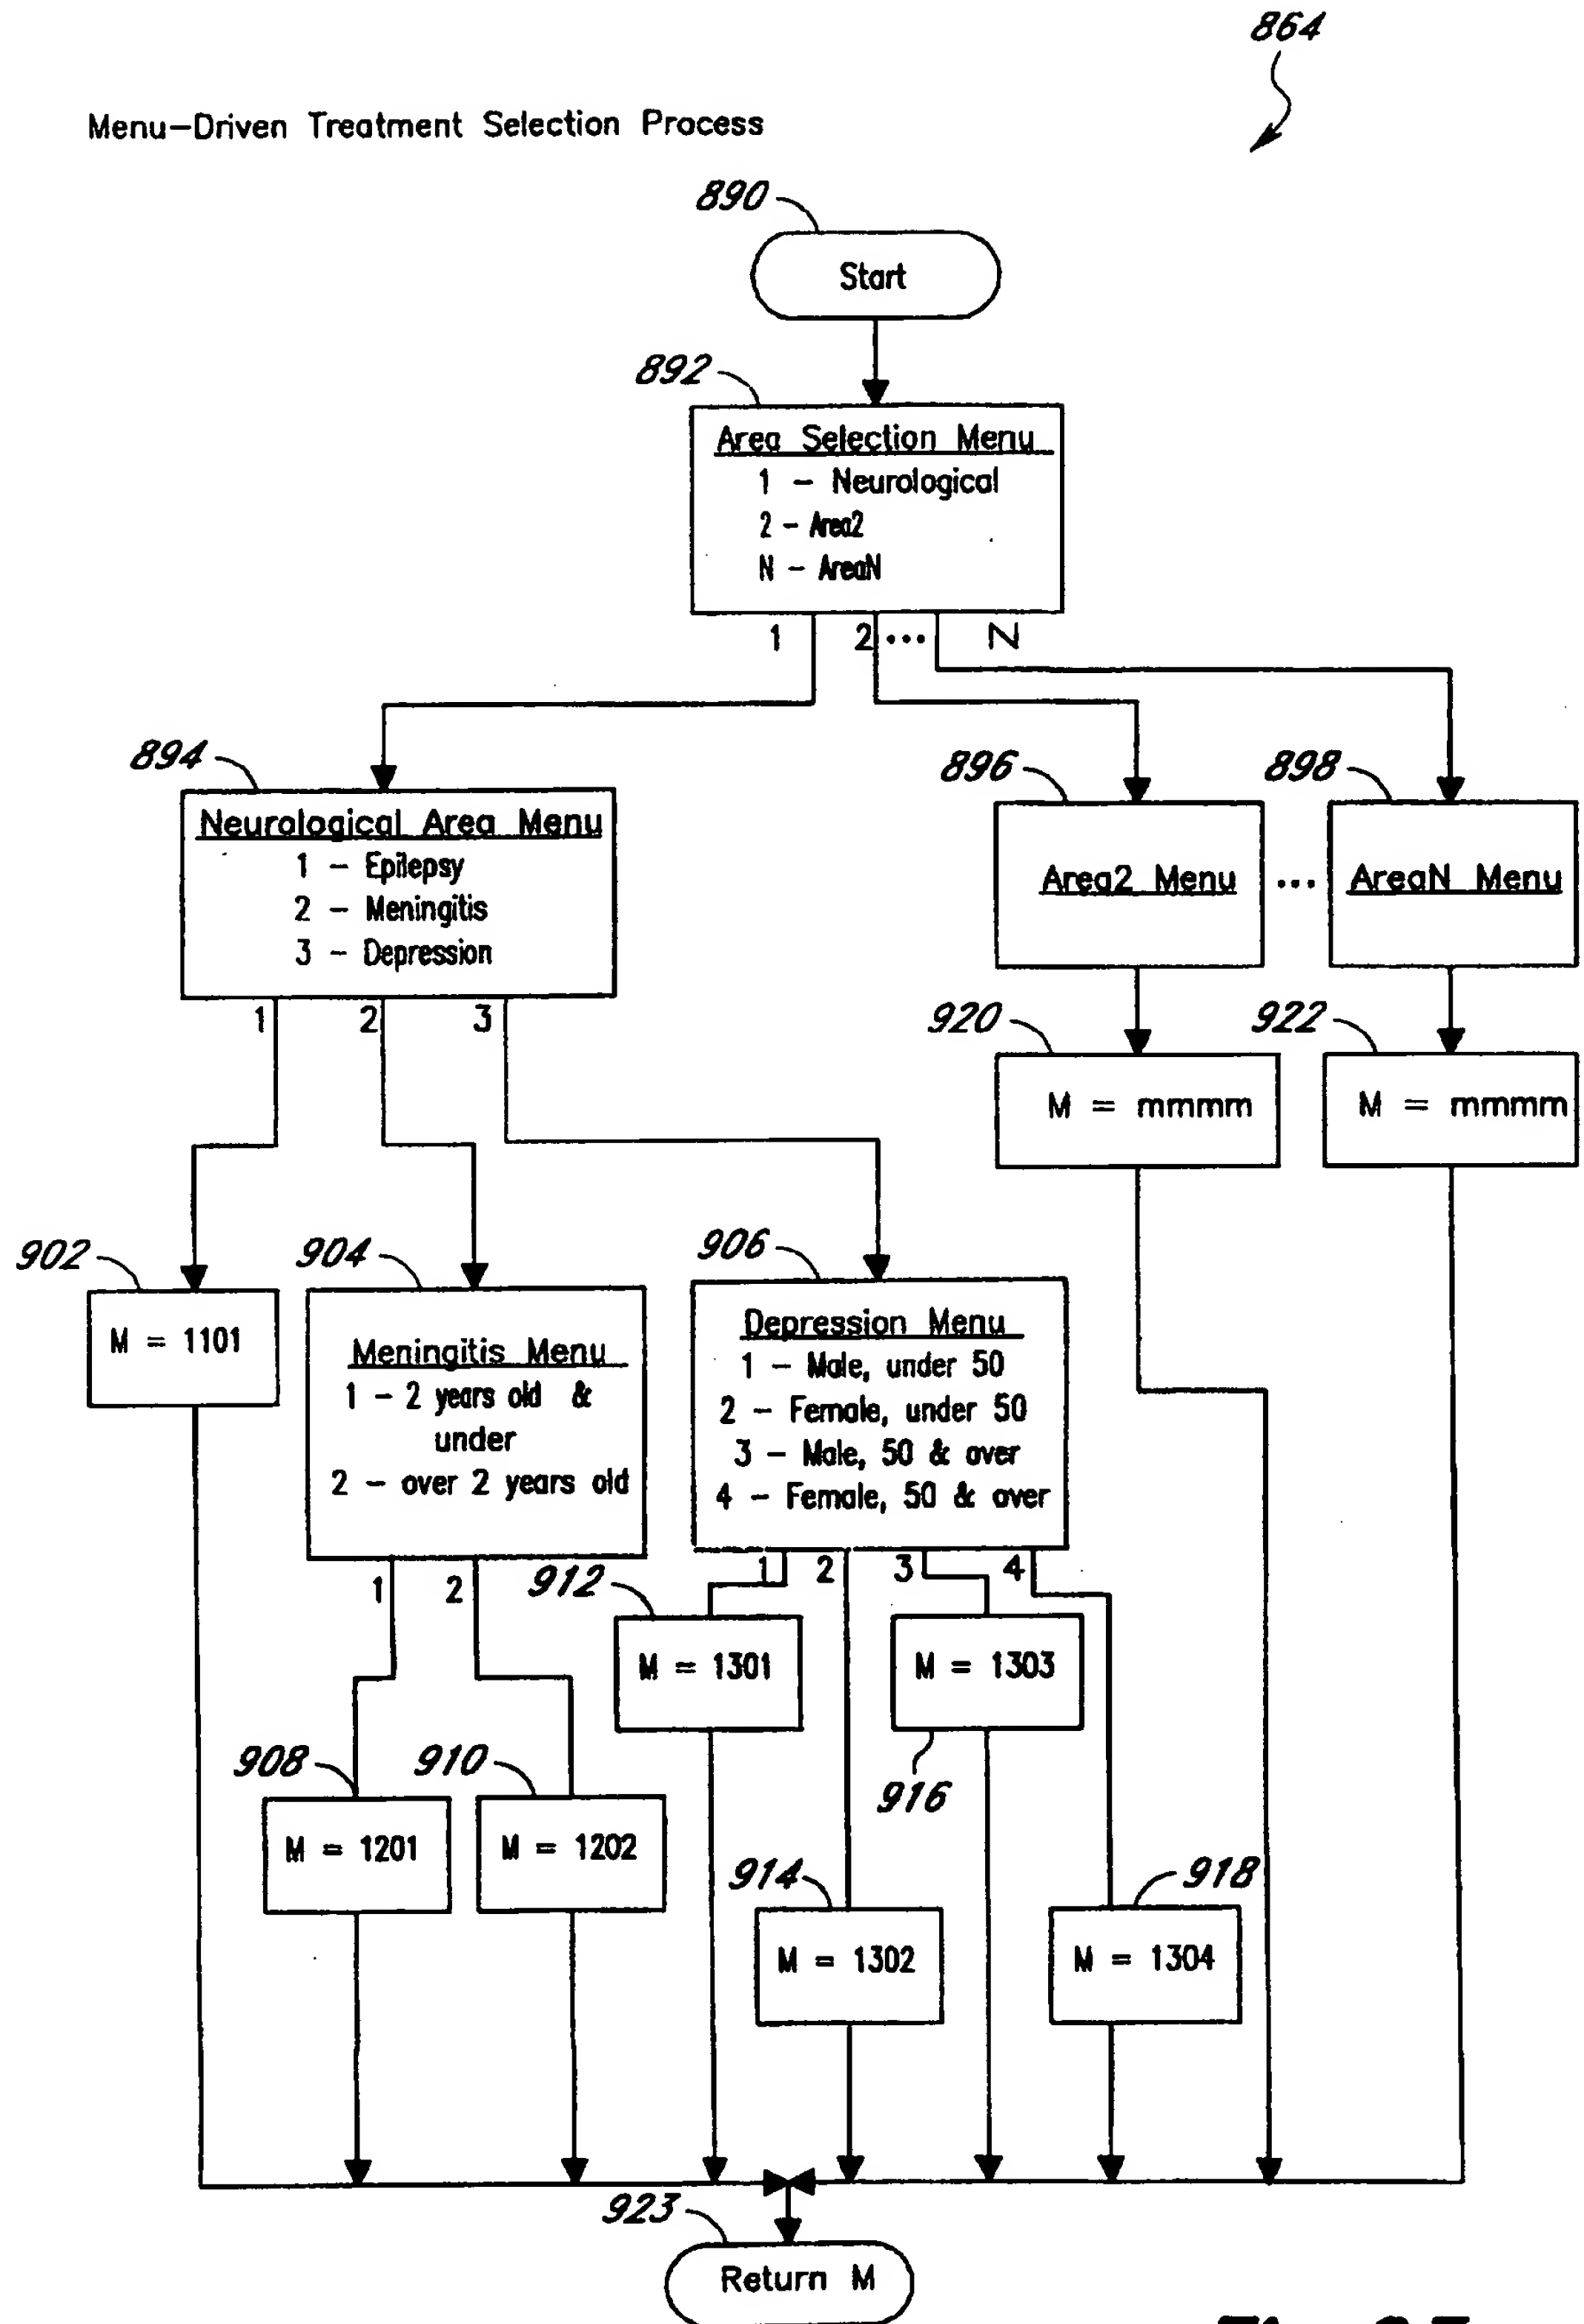 864
Menu-Driven Treatment Selection Process
890
Start
892
Area Selection Menu
1 - Neurological
2 - Area2
N - AreaN
1 2 ... N
894
Neurological Area Menu
1 - Epilepsy
2 - Meningitis
3 - Depression
1 2 3
896
Area2 Menu
...
898
AreaN Menu
920
M = mmmm
922
M = mmmm
902
M = 1101
904
Meningitis Menu
1 - 2 years old &
under
2 - over 2 years old
1 2
906
Depression Menu
1 - Male, under 50
2 - Female, under 50
3 - Male, 50 & over
4 - Female, 50 & over
1 2 3 4
912
M = 1301
M = 1303
916
908
M = 1201
910
M = 1202
914
M = 1302
918
M = 1304
923
Return M